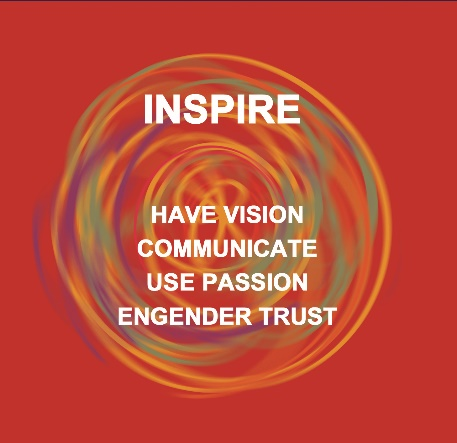 INSPIRE
HAVE VISION
COMMUNICATE
USE PASSION
ENGENDER TRUST